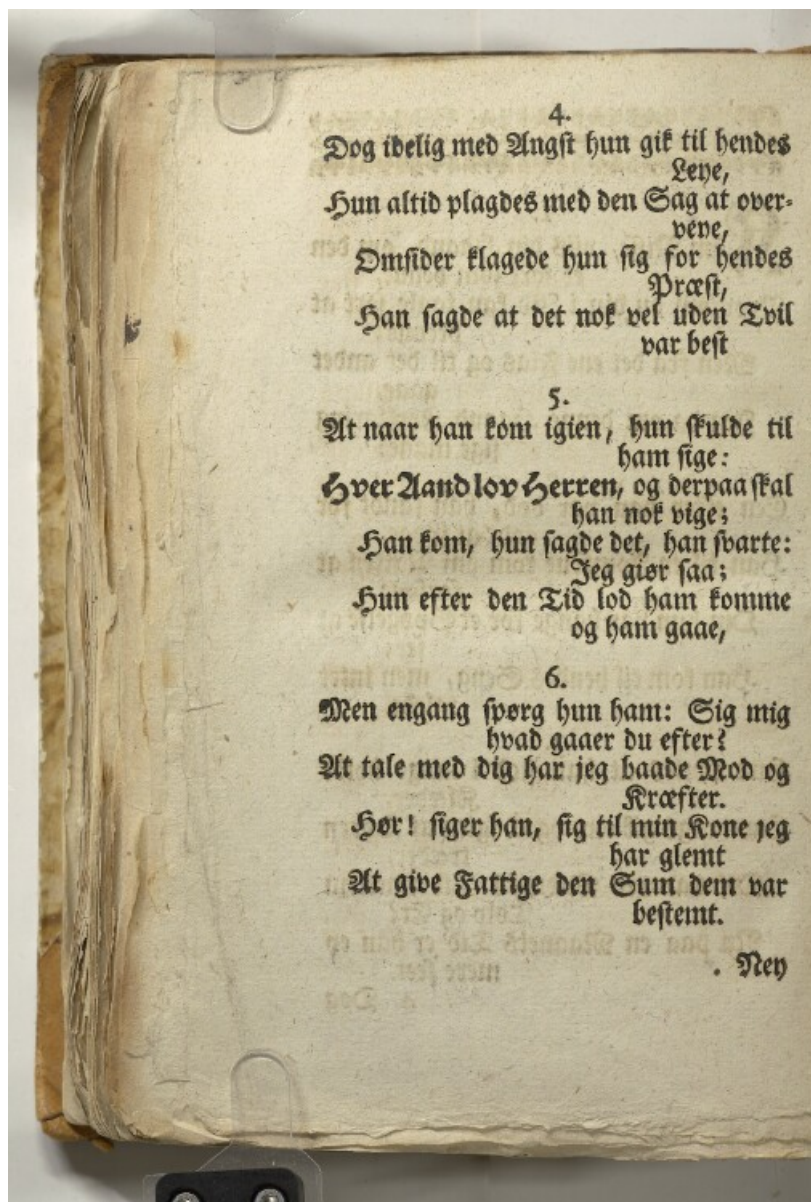 4.
Dog idelig med Angst hun gik til hendes
Leye,
Hun altid plagdes med den Sag at over-
veye,
Omsider klagede hun sig for hendes
Præst,
Han sagde at det nok vel uden Tvil
var best
5.
At naar han kom igien, hun skulde til
ham sige:
Hver Aand lov Herren, og derpaa skal
han nok vige;
Han kom, hun sagde det, han svarte:
Jeg giør saa;
Hun efter den Tid lod ham komme
og ham gaae,
6.
Men engang spørg hun ham: Sig mig
hvad gaaer du efter?
At tale med dig har jeg baade Mod og
Kræfter.
Hør! siger han, sig til min Kone jeg
har glemt
At give Fattige den Sum dem var
bestemt.
. Ney